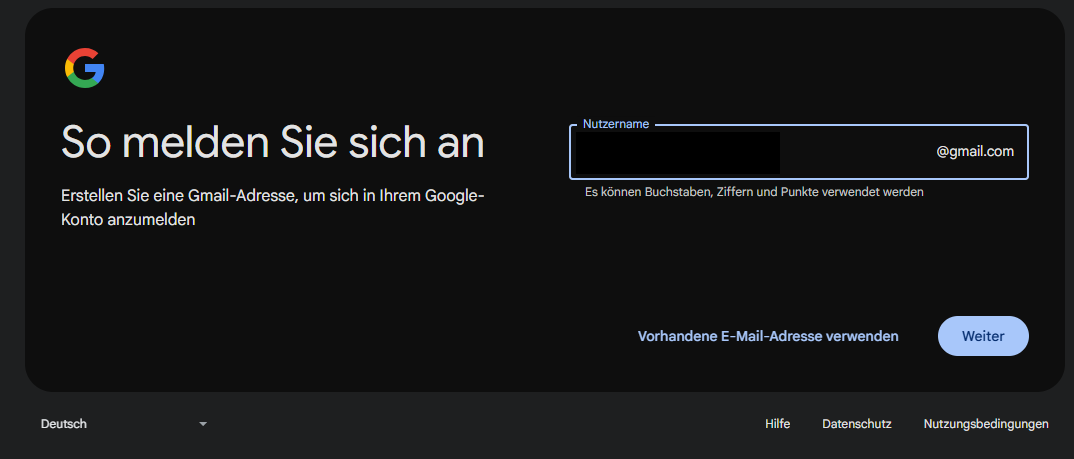 So melden Sie sich an
Erstellen Sie eine Gmail-Adresse, um sich in Ihrem Google-
Konto anzumelden
Nutzername
@gmail.com
Es können Buchstaben, Ziffern und Punkte verwendet werden
Vorhandene E-Mail-Adresse verwenden
Weiter
Deutsch
Hilfe
Datenschutz
Nutzungsbedingungen